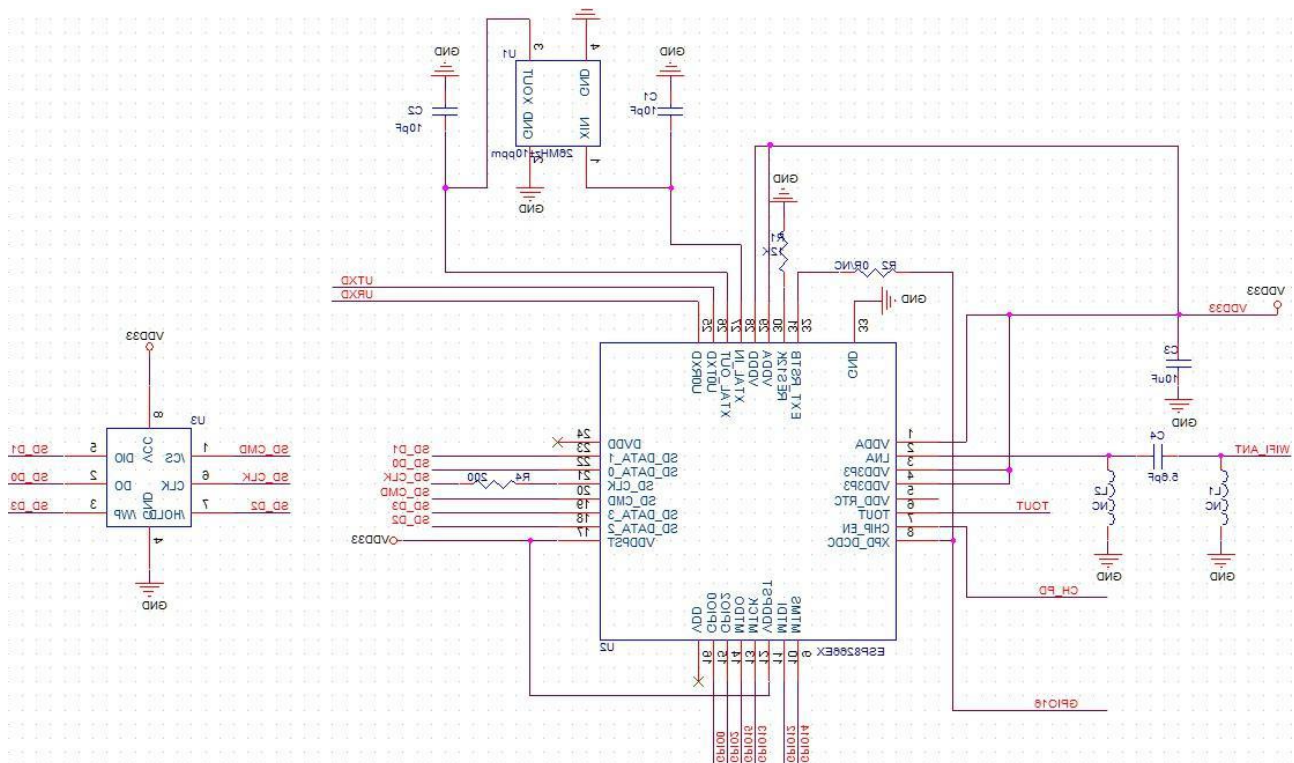 GND
U1
3
4
GND XOUT
XIN GND
26MHz±10ppm
2
1
GND
GND
C2
10pF
GND
C1
10pF
GND
R1
12K
R2 0R/NC
GND
UTXD
URXD
25
26
27
28
29
30
31
32
33
U0RXD
U0TXD
XTAL_OUT
XTAL_IN
VDDD
VDDA
RES12K
EXT_RSTB
GND
VDD33
VDD33
C3
10uF
GND
VDD33
8
U3
VCC
SD_D1
5
DIO
/CS
1
SD_CMD
SD_D0
2
DO
CLK
6
SD_CLK
SD_D3
3
/WP
GND
/HOLD
7
SD_D2
4
GND
SD_D1
SD_D0
SD_CLK
200 R4
SD_CMD
SD_D3
SD_D2
VDD33
24
23
22
21
20
19
18
17
DVDD
SD_DATA_1
SD_DATA_0
SD_CLK
SD_CMD
SD_DATA_3
SD_DATA_2
VDDPST
VDDA
LNA
VDD3P3
VDD3P3
VDD_RTC
TOUT
CHIP_EN
XPD_DCDC
1
2
3
4
5
6
7
8
C4
5.6pF
WIFI_ANT
L2
NC
L1
NC
GND
GND
TOUT
CH_PD
GPIO16
VDD
GPIO0
GPIO2
MTDO
MTCK
VDDPST
MTDI
MTMS
U2
ESP8266EX
16
15
14
13
12
11
10
9
GPIO0
GPIO2
GPIO15
GPIO13
GPIO12
GPIO14